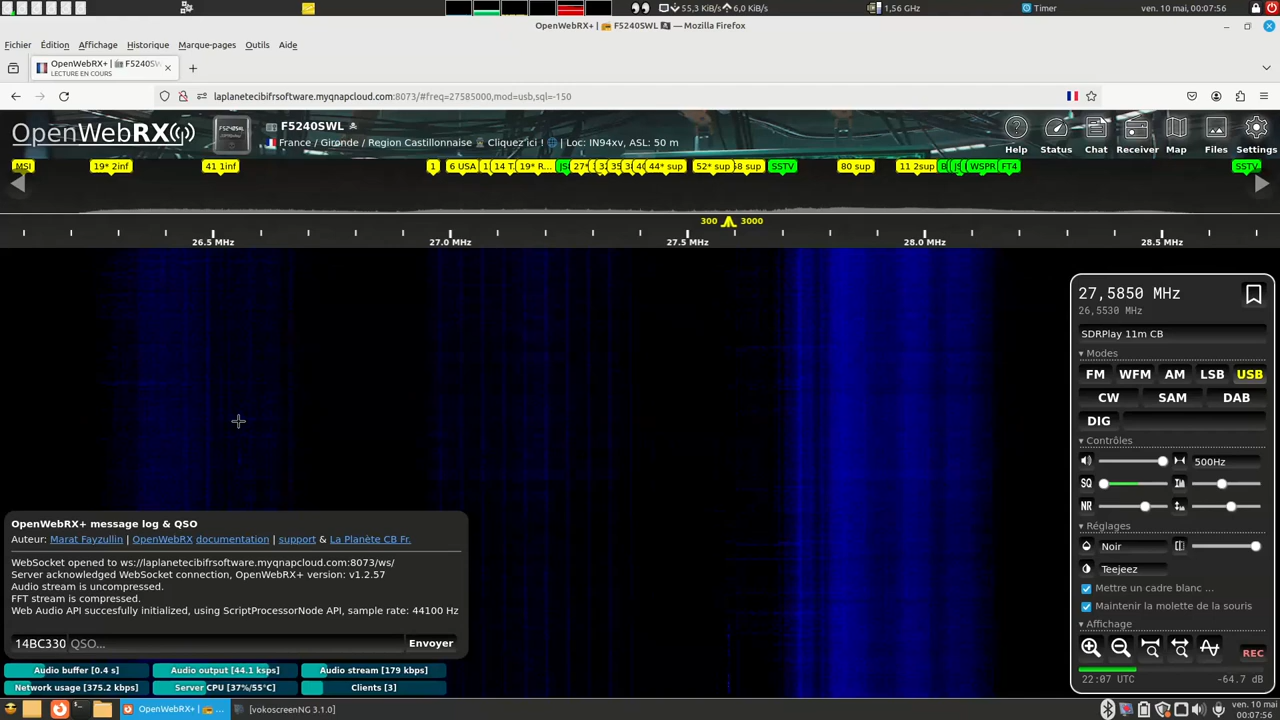 55,3 KiB/s 6,0 KiB/s 1,56 GHz Timer ven. 10 mai, 00:07:56
OpenWebRX+ | F5240SWL — Mozilla Firefox
Fichier Édition Affichage Historique Marque-pages Outils Aide
OpenWebRX+ | F5240SW
LECTURE EN COURS
laplanetecibifrsoftware.myqnapcloud.com:8073/#freq=27585000,mod=usb,sql=-150
OpenWebRX F5240SWL
France / Gironde / Region Castillonnaise Cliquez ici ! | Loc: IN94xv, ASL: 50 m
Help Status Chat Receiver Map Files Settings
MSI 19* 2inf 41 1inf 1 6 USA 14 T 19* R... 27* 44* sup 52* sup 58 sup SSTV 80 sup 11 2sup WSPR FT4 SSTV
300 3000
26.5 MHz 27.0 MHz 27.5 MHz 28.0 MHz 28.5 MHz
27,5850 MHz
26,5530 MHz
SDRPlay 11m CB
Modes
FM WFM AM LSB USB
CW SAM DAB
DIG
Contrôles
500Hz
SQ
NR
Réglages
Noir
Teejeez
Mettre un cadre blanc ...
Maintenir la molette de la souris
Affichage
REC
22:07 UTC -64.7 dB
OpenWebRX+ message log & QSO
Auteur: Marat Fayzullin | OpenWebRX documentation | support & La Planète CB Fr.
WebSocket opened to ws://laplanetecibifrsoftware.myqnapcloud.com:8073/ws/
Server acknowledged WebSocket connection, OpenWebRX+ version: v1.2.57
Audio stream is uncompressed.
FFT stream is compressed.
Web Audio API succesfully initialized, using ScriptProcessorNode API, sample rate: 44100 Hz
14BC330 QSO... Envoyer
Audio buffer [0.4 s] Audio output [44.1 ksps] Audio stream [179 kbps]
Network usage [375.2 kbps] Server CPU [37%/55°C] Clients [3]
OpenWebRX+ | [vokoscreenNG 3.1.0] ven. 10 mai
00:07:56